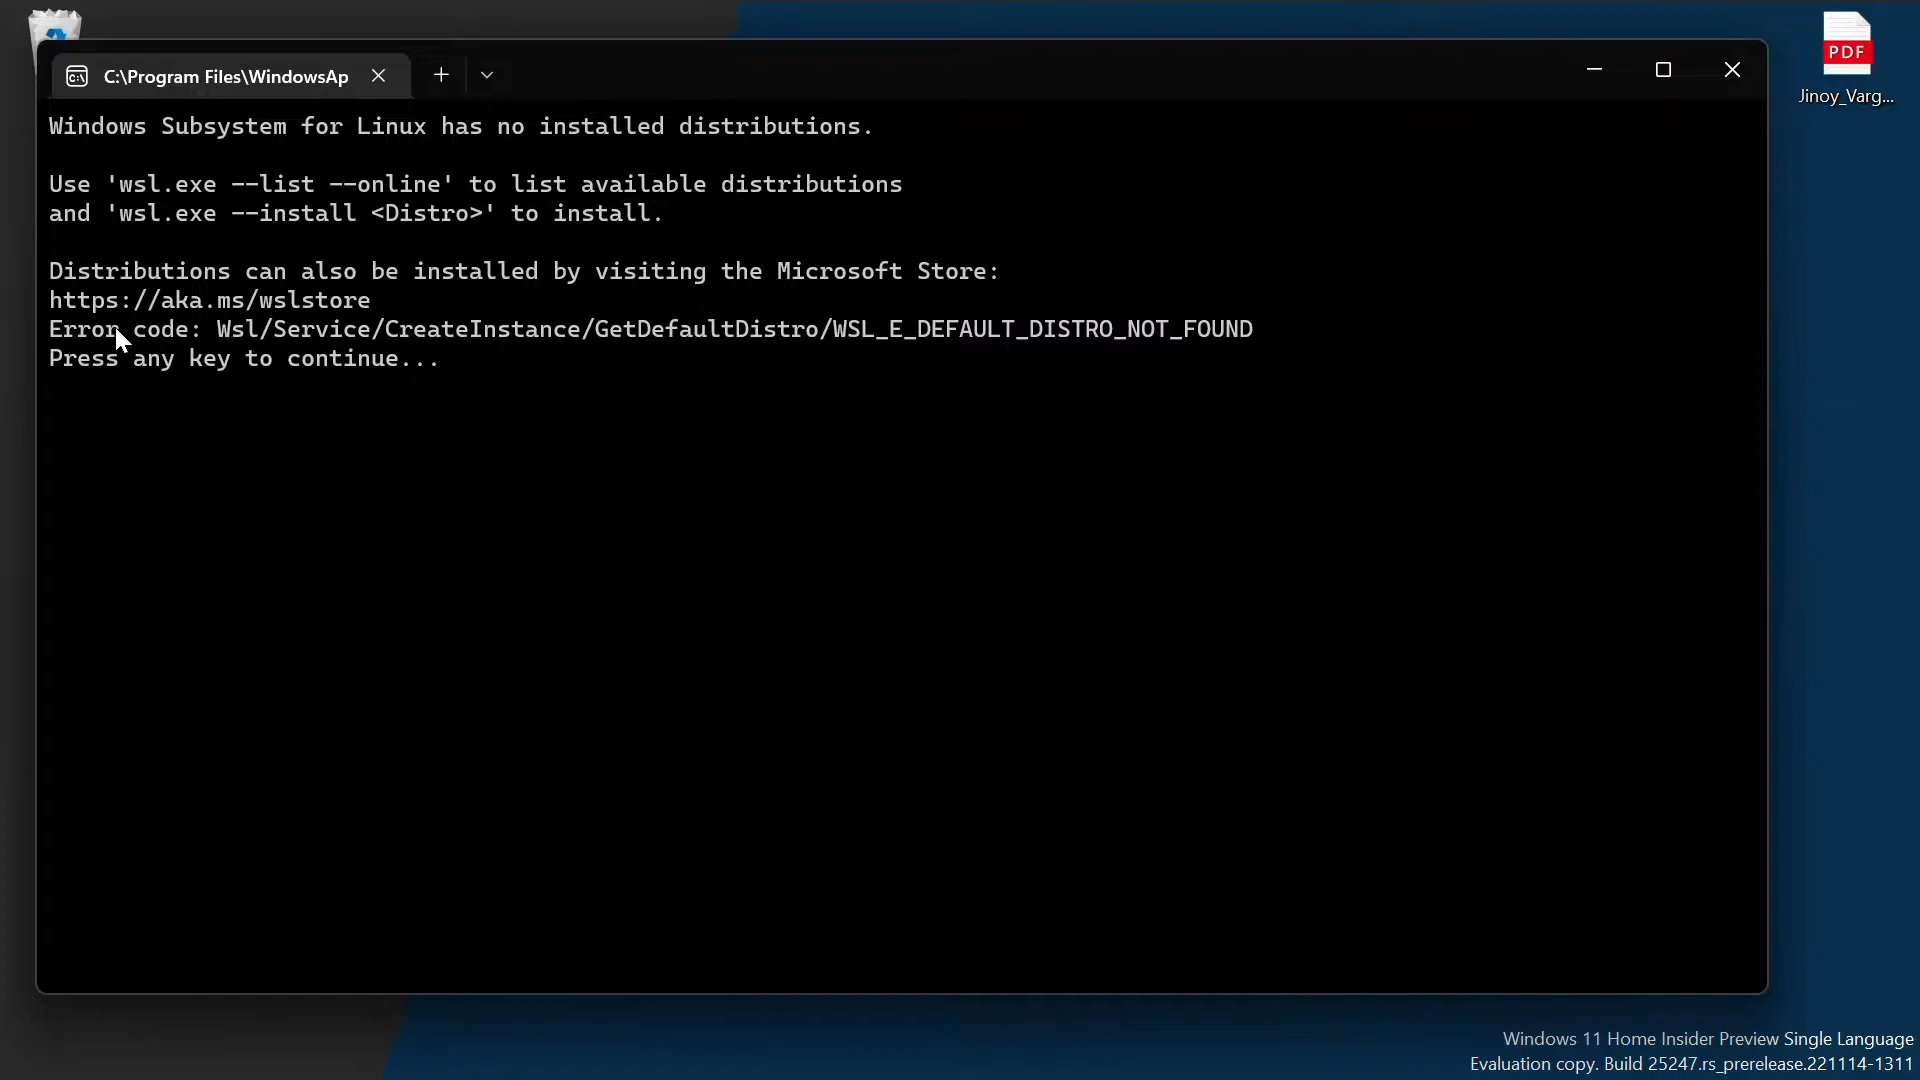 PDF
Jinoy_Varg...
C:\Program Files\WindowsAp
Windows Subsystem for Linux has no installed distributions.
Use 'wsl.exe --list --online' to list available distributions
and 'wsl.exe --install <Distro>' to install.
Distributions can also be installed by visiting the Microsoft Store:
https://aka.ms/wslstore
Error code: Wsl/Service/CreateInstance/GetDefaultDistro/WSL_E_DEFAULT_DISTRO_NOT_FOUND
Press any key to continue...
Windows 11 Home Insider Preview Single Language
Evaluation copy. Build 25247.rs_prerelease.221114-1311